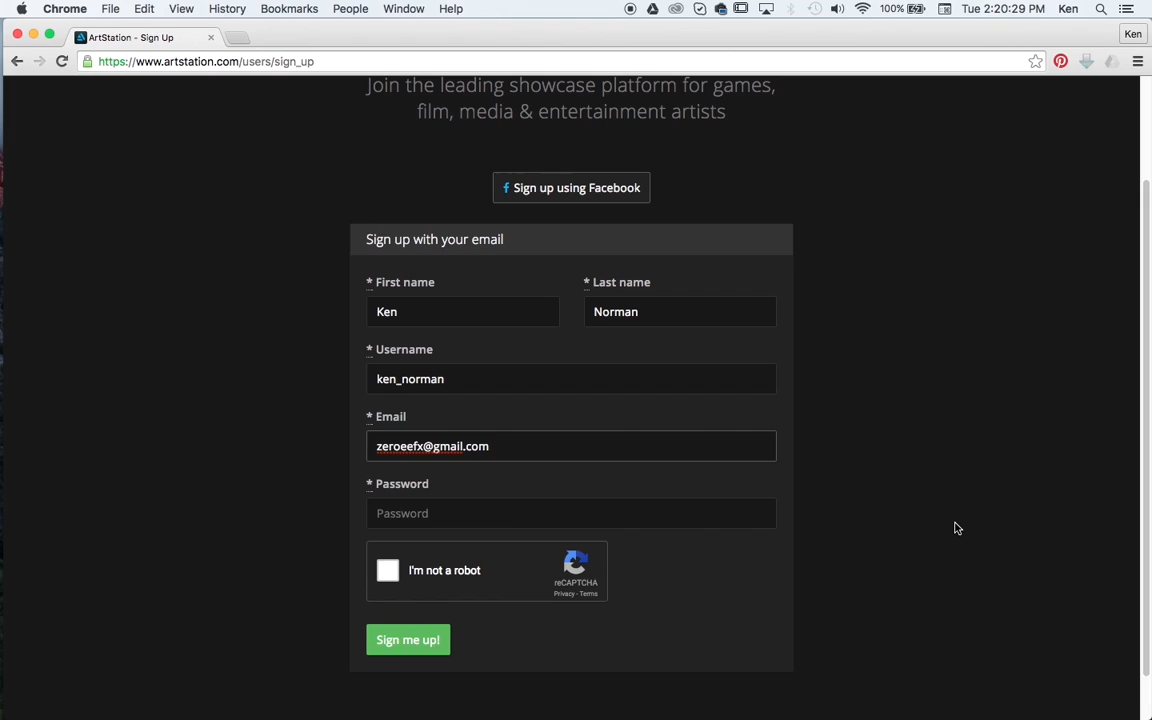 Chrome File Edit View History Bookmarks People Window Help 100% Tue 2:20:29 PM Ken
ArtStation - Sign Up Ken
https://www.artstation.com/users/sign_up
Join the leading showcase platform for games,
film, media & entertainment artists
f Sign up using Facebook
Sign up with your email
* First name * Last name
Ken Norman
* Username
ken_norman
* Email
zeroeefx@gmail.com
* Password
Password
I'm not a robot
reCAPTCHA
Privacy - Terms
Sign me up!